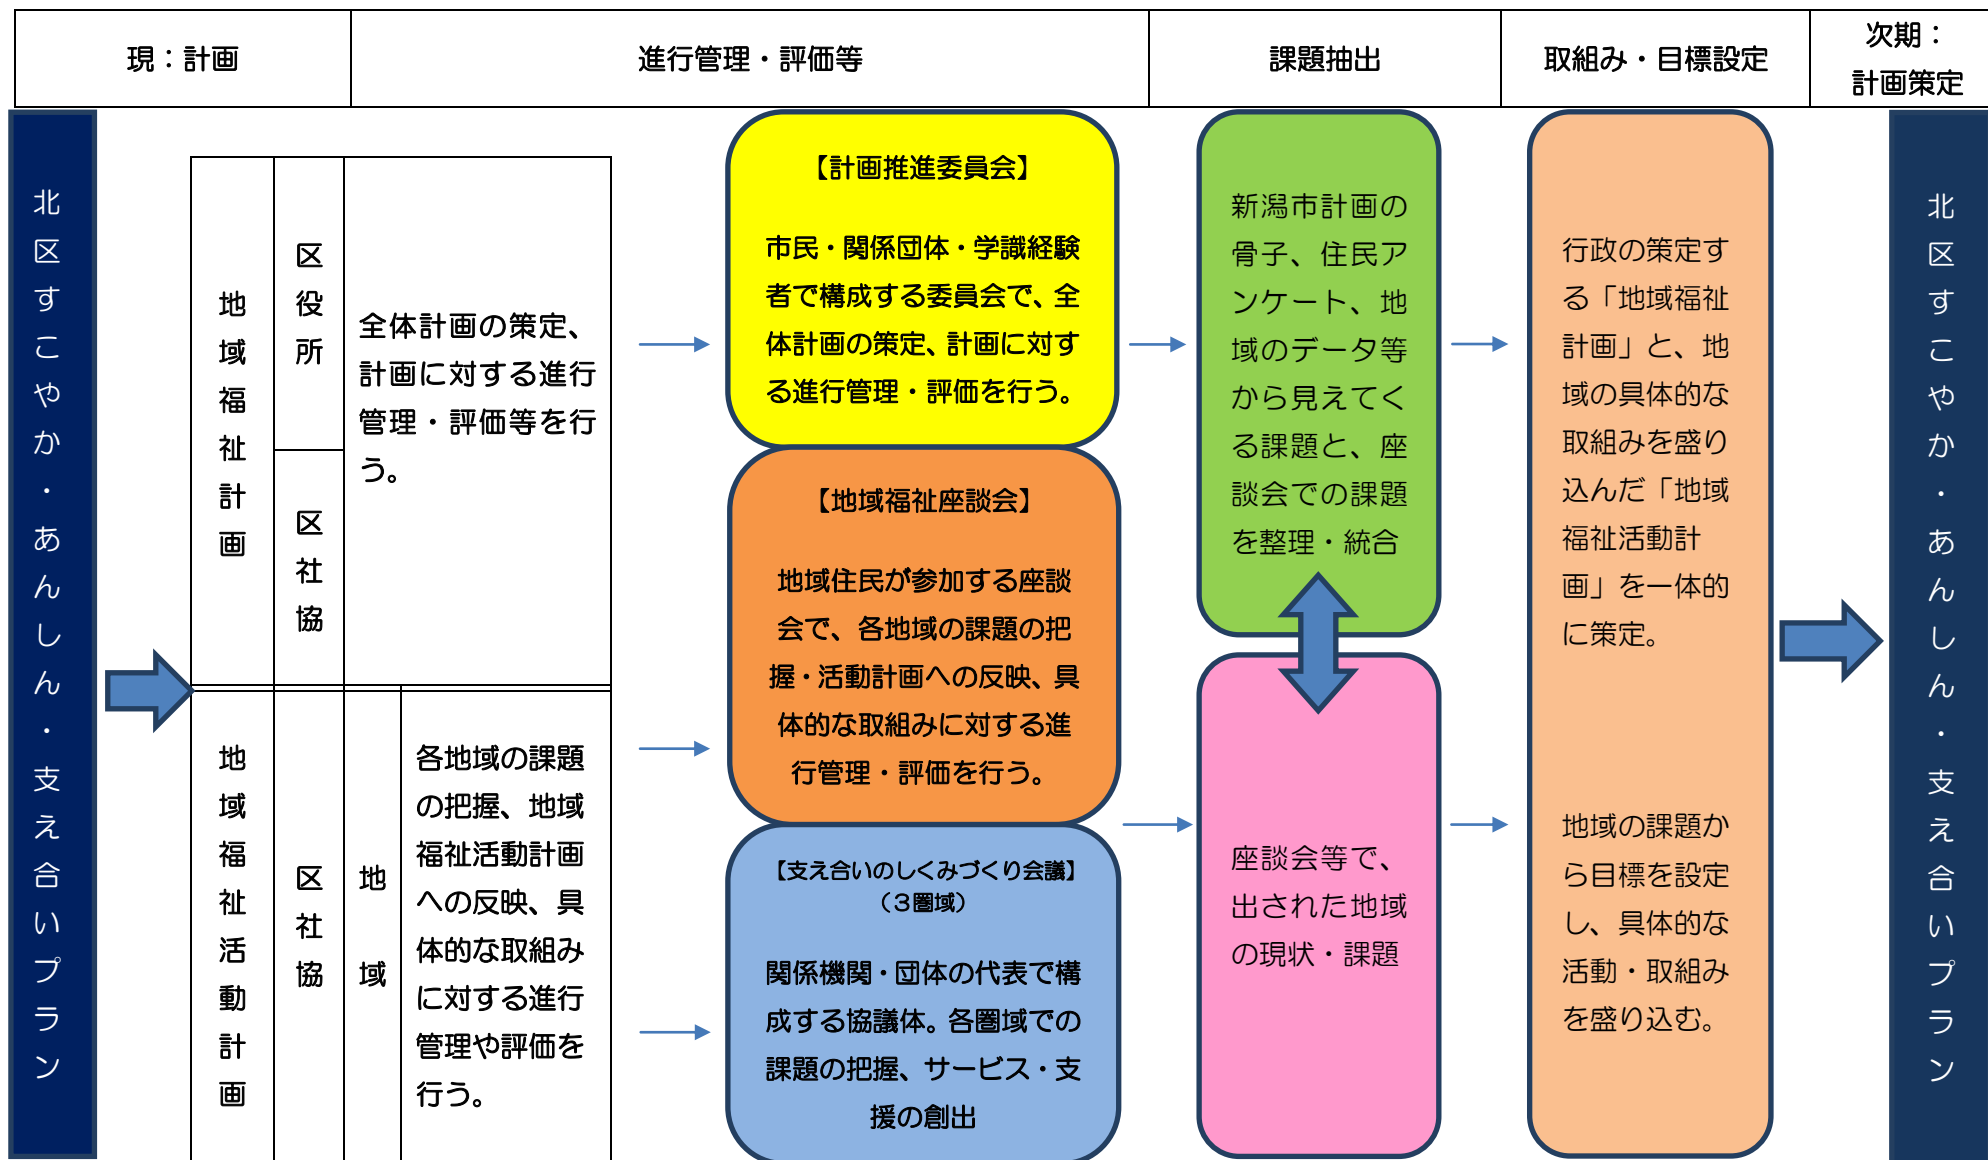 現：計画
進行管理・評価等
課題抽出
取組み・目標設定
次期：
計画策定
北区すこやか・あんしん・支え合いプラン
地域福祉計画
区役所
区社協
全体計画の策定、
計画に対する進行
管理・評価等を行
う。
地域福祉活動計画
区社協
地域
各地域の課題
の把握、地域
福祉活動計画
への反映、具
体的な取組み
に対する進行
管理や評価を
行う。
【計画推進委員会】
市民・関係団体・学識経験
者で構成する委員会で、全
体計画の策定、計画に対す
る進行管理・評価を行う。
【地域福祉座談会】
地域住民が参加する座談
会で、各地域の課題の把
握・活動計画への反映、具
体的な取組みに対する進
行管理・評価を行う。
【支え合いのしくみづくり会議】
（３圏域）
関係機関・団体の代表で構
成する協議体。各圏域での
課題の把握、サービス・支
援の創出
新潟市計画の
骨子、住民ア
ンケート、地
域のデータ等
から見えてく
る課題と、座
談会での課題
を整理・統合
座談会等で、
出された地域
の現状・課題
行政の策定す
る「地域福祉
計画」と、地
域の具体的な
取組みを盛り
込んだ「地域
福祉活動計
画」を一体的
に策定。
地域の課題か
ら目標を設定
し、具体的な
活動・取組み
を盛り込む。
北区すこやか・あんしん・支え合いプラン